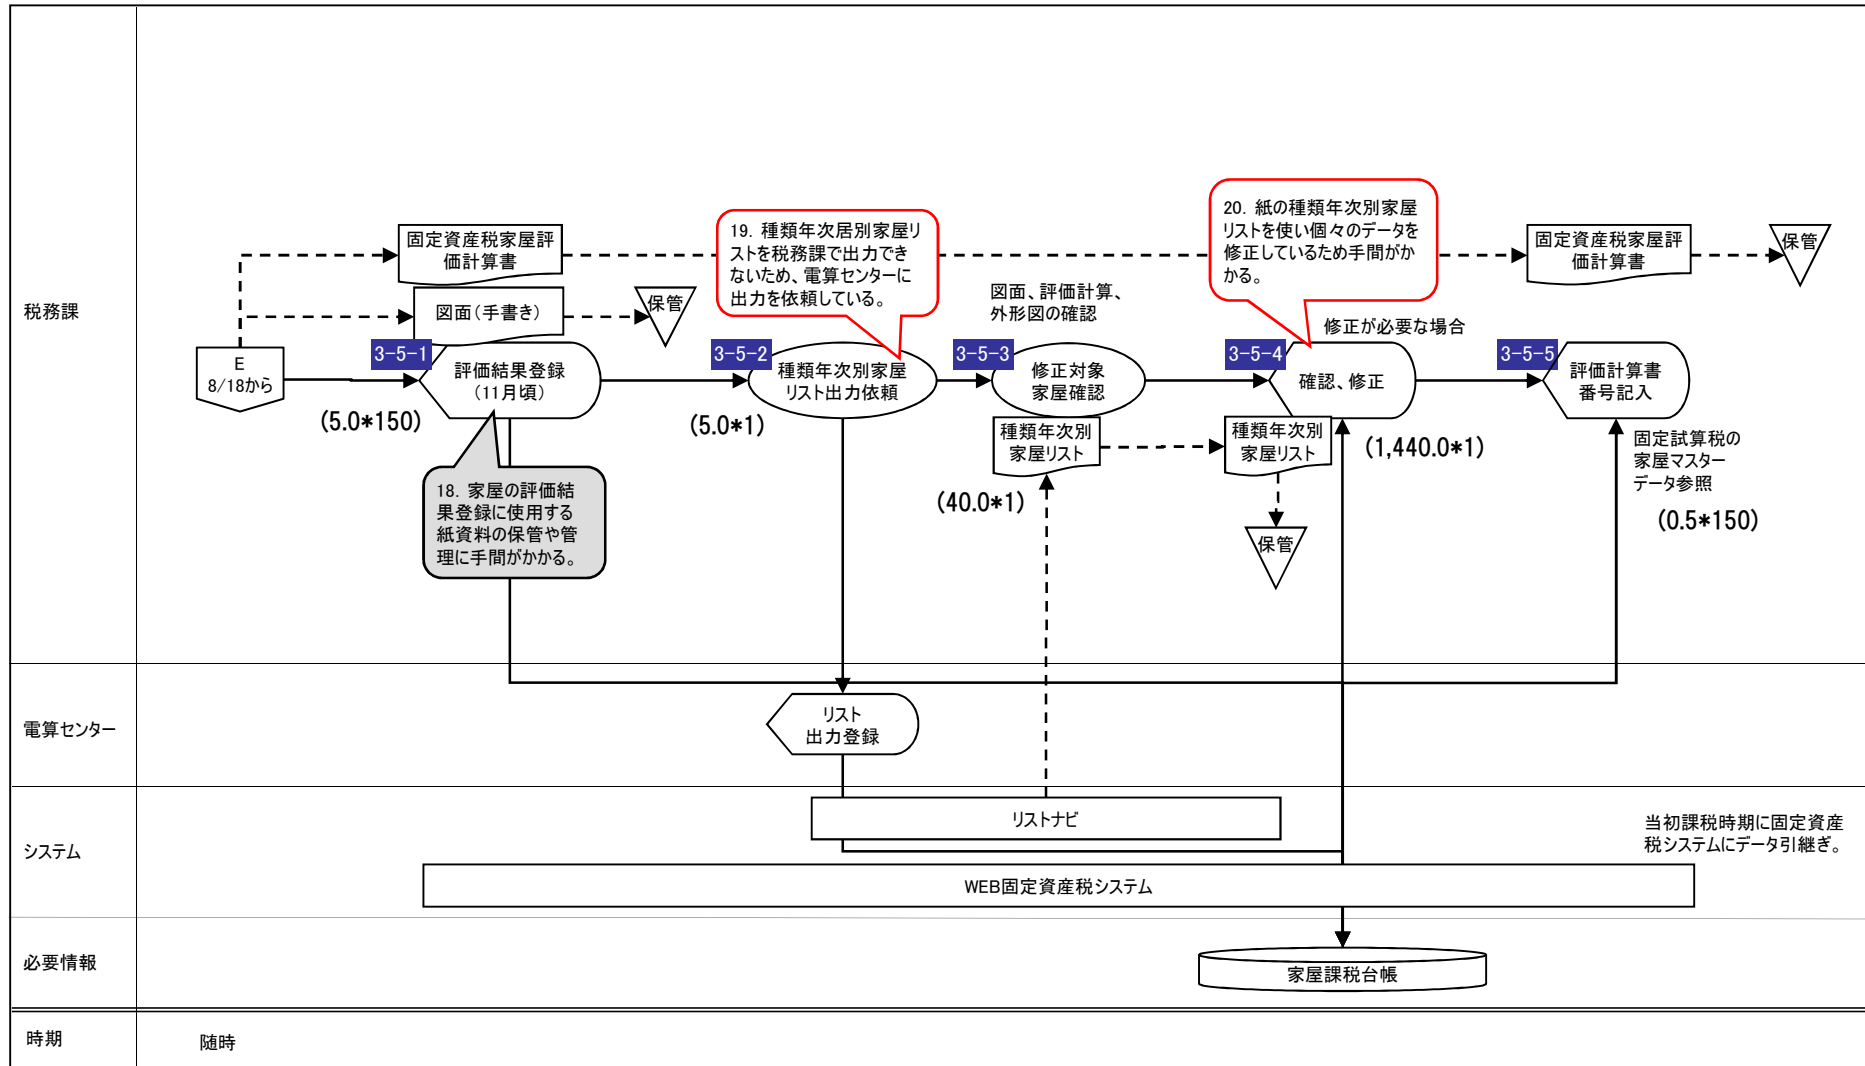 税務課
固定資産税家屋評
価計算書
図面(手書き)
保管
E
8/18から
3-5-1
評価結果登録
(11月頃)
(5.0*150)
18. 家屋の評価結
果登録に使用する
紙資料の保管や管
理に手間がかかる。
19. 種類年次居別家屋リ
ストを税務課で出力でき
ないため、電算センターに
出力を依頼している。
3-5-2
種類年次別家屋
リスト出力依頼
(5.0*1)
図面、評価計算、
外形図の確認
3-5-3
修正対象
家屋確認
種類年次別
家屋リスト
(40.0*1)
20. 紙の種類年次別家屋
リストを使い個々のデータを
修正しているため手間がか
かる。
修正が必要な場合
3-5-4
確認、修正
種類年次別
家屋リスト
(1,440.0*1)
保管
固定資産税家屋評
価計算書
保管
3-5-5
評価計算書
番号記入
固定試算税の
家屋マスター
データ参照
(0.5*150)
電算センター
リスト
出力登録
システム
リストナビ
当初課税時期に固定資産
税システムにデータ引継ぎ。
WEB固定資産税システム
必要情報
家屋課税台帳
時期
随時